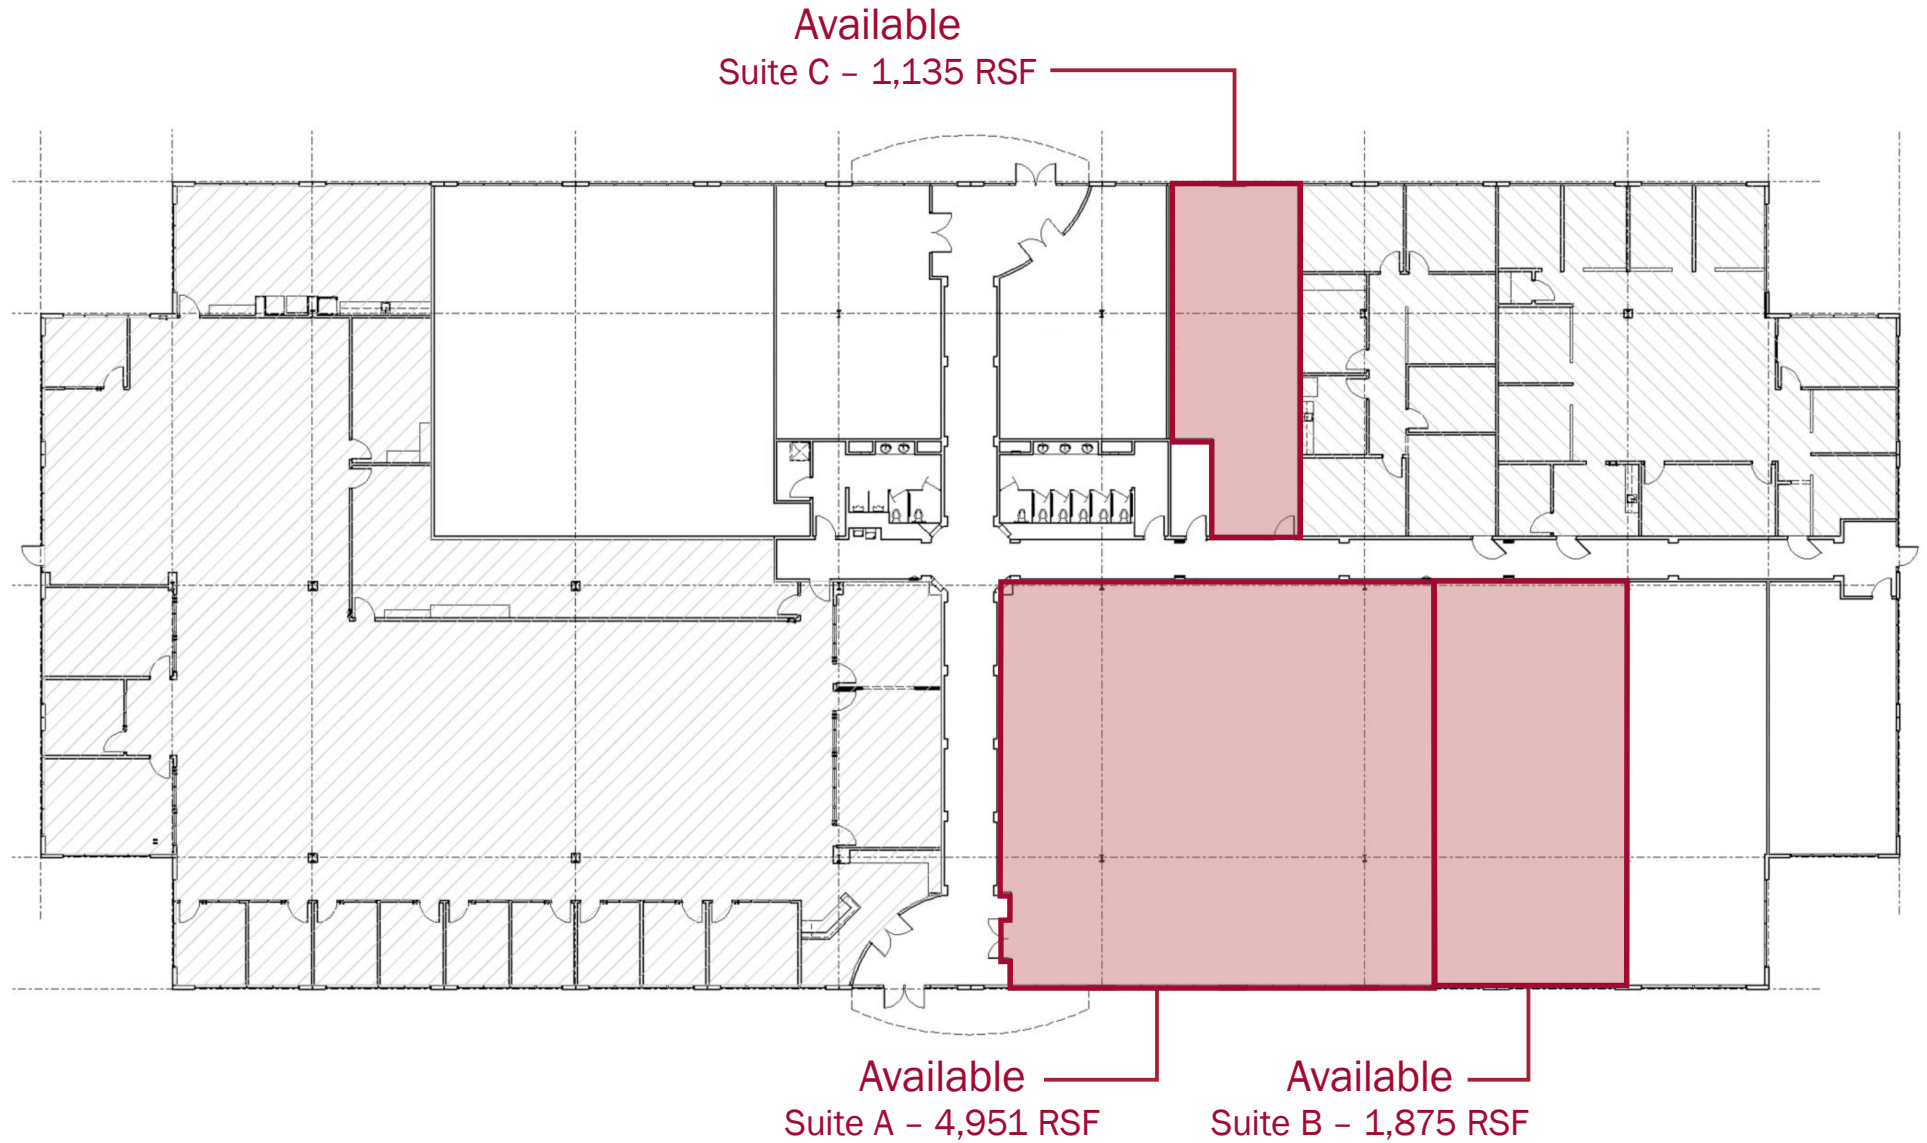 Available
Suite C – 1,135 RSF
Available
Suite A – 4,951 RSF
Available
Suite B – 1,875 RSF